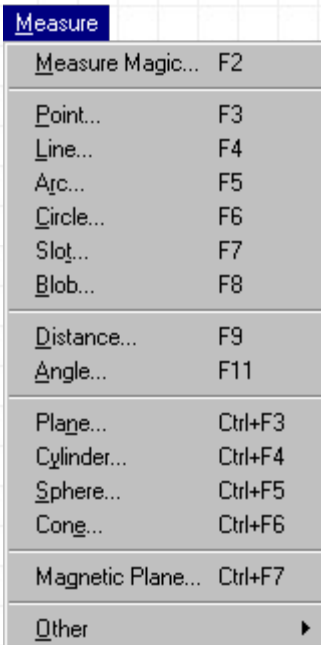 Measure
Measure Magic... F2
Point... F3
Line... F4
Arc... F5
Circle... F6
Slot... F7
Blob... F8
Distance... F9
Angle... F11
Plane... Ctrl+F3
Cylinder... Ctrl+F4
Sphere... Ctrl+F5
Cone... Ctrl+F6
Magnetic Plane... Ctrl+F7
Other